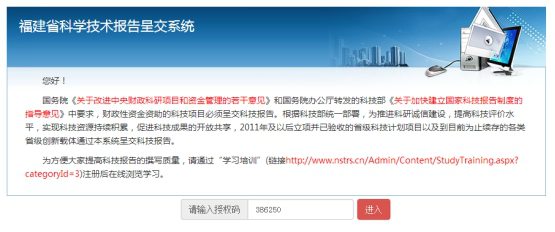 福建省科学技术报告呈交系统
您好！
国务院《关于改进中央财政科研项目和资金管理的若干意见》和国务院办公厅转发的科技部《关于加快建立国家科技报告制度的
指导意见》中要求，财政性资金资助的科技项目必须呈交科技报告。根据科技部统一部署，为推进科研诚信建设，提高科技评价水
平，实现科技资源持续积累，促进科技成果的开放共享，2011年及以后立项并已验收的省级科技计划项目以及到目前为止续存的各类
省级创新载体通过本系统呈交科技报告。
为方便大家提高科技报告的撰写质量，请通过“学习培训”(链接http://www.nstrs.cn/Admin/Content/StudyTraining.aspx?
categoryId=3)注册后在线浏览学习。
请输入授权码 386250 进入